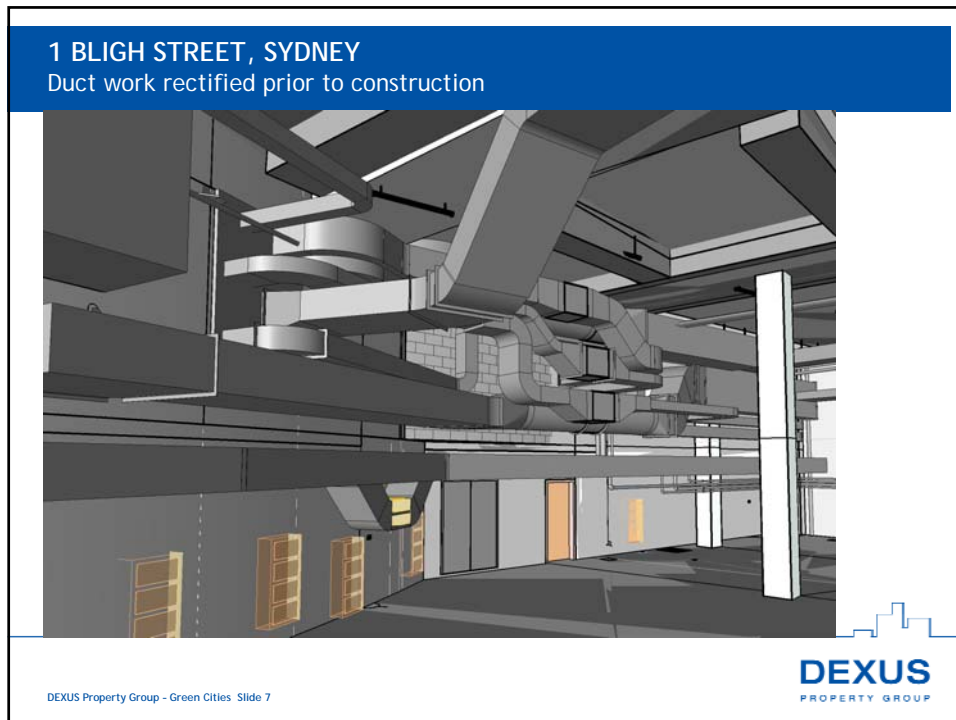 1 BLIGH STREET, SYDNEY
Duct work rectified prior to construction
DEXUS Property Group - Green Cities Slide 7
DEXUS
PROPERTY GROUP